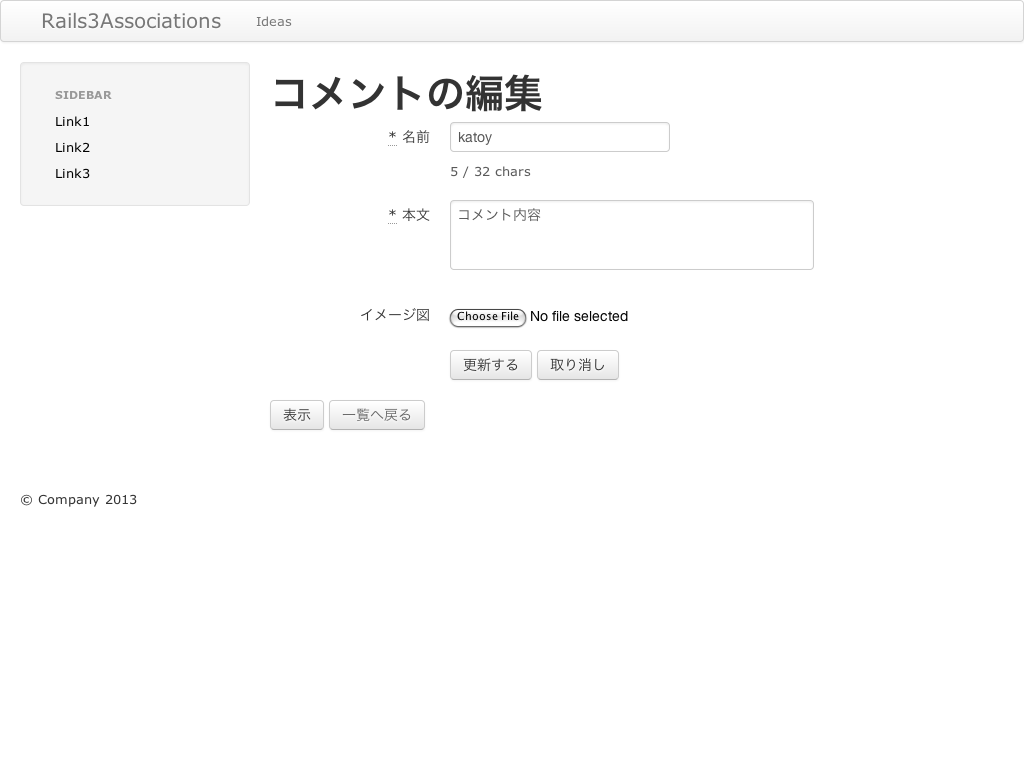 Rails3Associations Ideas
SIDEBAR
Link1
Link2
Link3
コメントの編集
* 名前 katoy
5 / 32 chars
* 本文 コメント内容
イメージ図 Choose File No file selected
更新する 取り消し
表示 一覧へ戻る
© Company 2013